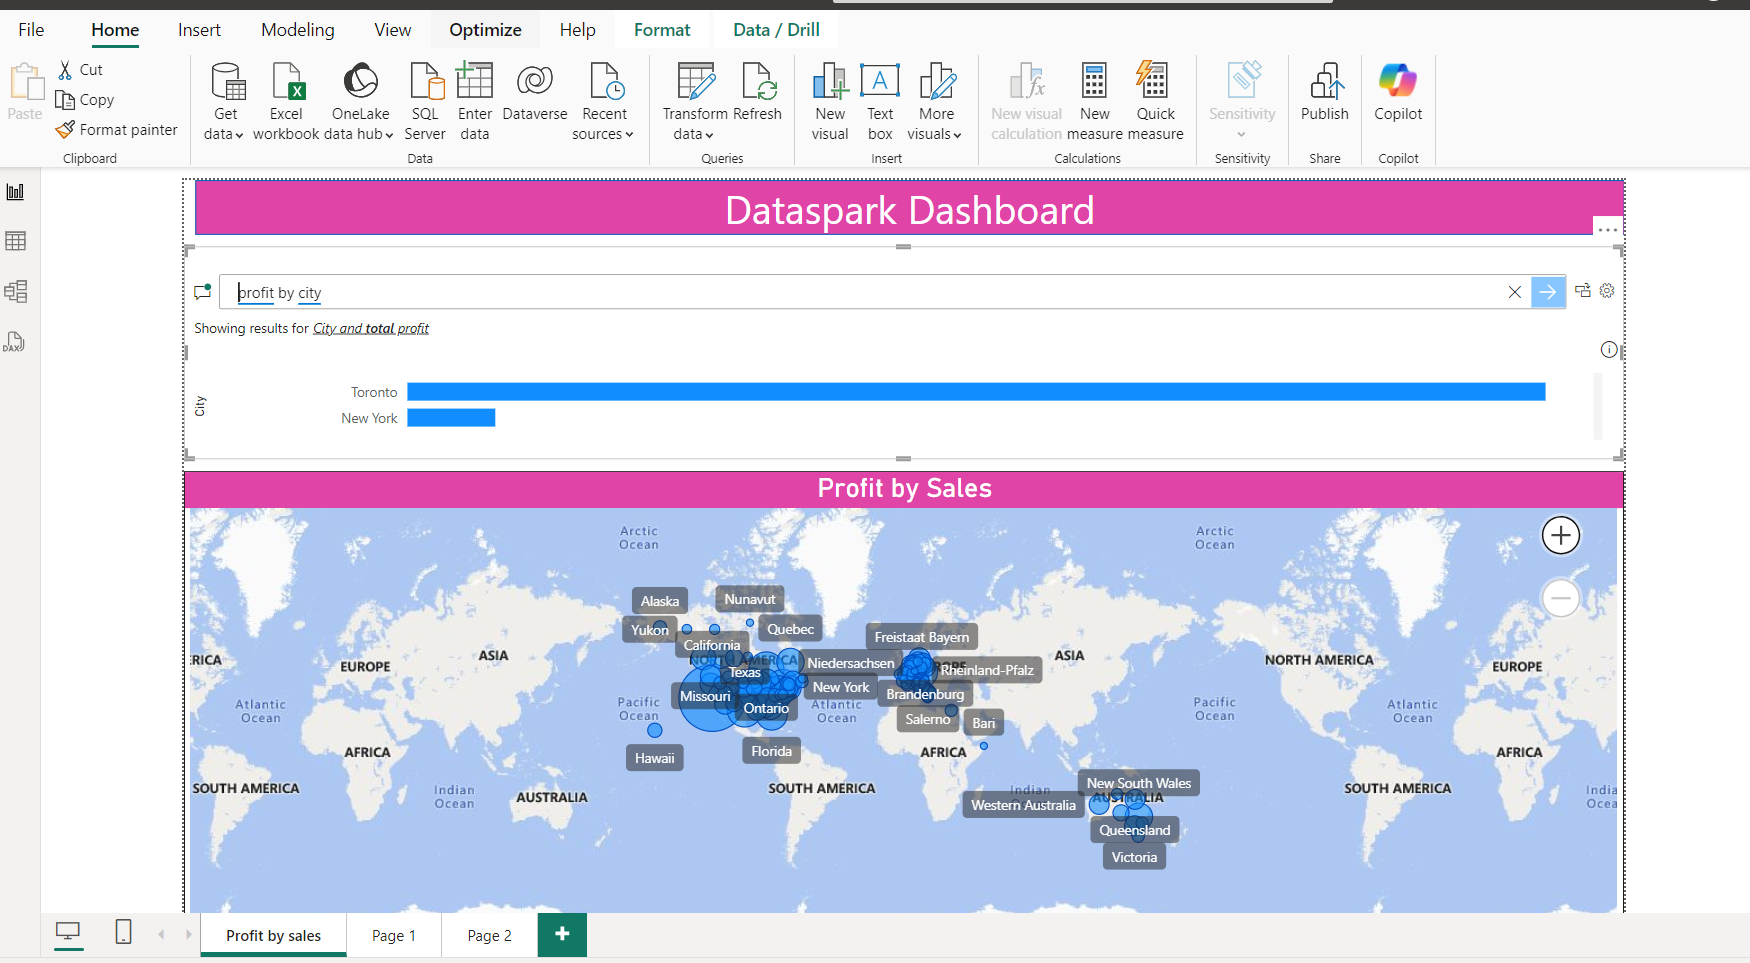 File Home Insert Modeling View Optimize Help Format Data / Drill
Paste
Cut
Copy
Format painter
Clipboard
Get data
Excel workbook
OneLake data hub
SQL Server
Enter data
Dataverse
Recent sources
Data
Transform data
Refresh
Queries
New visual
Text box
More visuals
Insert
New visual calculation
New measure
Quick measure
Calculations
Sensitivity
Sensitivity
Publish
Share
Copilot
Copilot
DAX
Dataspark Dashboard
profit by city
Showing results for City and total profit
City
Toronto
New York
Profit by Sales
Arctic Ocean
Arctic Ocean
Alaska
Nunavut
Yukon
Quebec
California
Freistaat Bayern
RICA
EUROPE
ASIA
NORTH AMERICA
Niedersachsen
Rheinland-Pfalz
ASIA
NORTH AMERICA
EUROPE
Texas
Missouri
New York
Brandenburg
Ontario
Atlantic Ocean
Pacific Ocean
Atlantic Ocean
Salerno
Bari
Pacific Ocean
Atlantic Ocean
AFRICA
Hawaii
Florida
AFRICA
AFRICA
SOUTH AMERICA
Indian Ocean
AUSTRALIA
SOUTH AMERICA
Indian Ocean
New South Wales
Western Australia
AUSTRALIA
Queensland
Victoria
SOUTH AMERICA
India
Ocea
Profit by sales
Page 1
Page 2